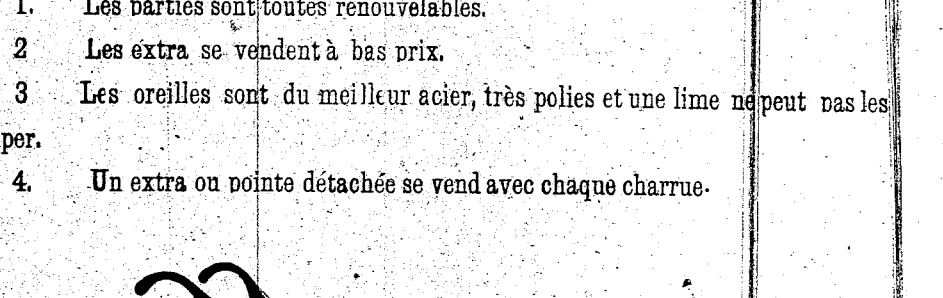 1. Les parties sont toutes renouvelables.
2 Les extra se vendent à bas prix.
3 Les oreilles sont du meilleur acier, très polies et une lime ne peut pas les
per.
4. Un extra ou pointe détachée se vend avec chaque charrue.